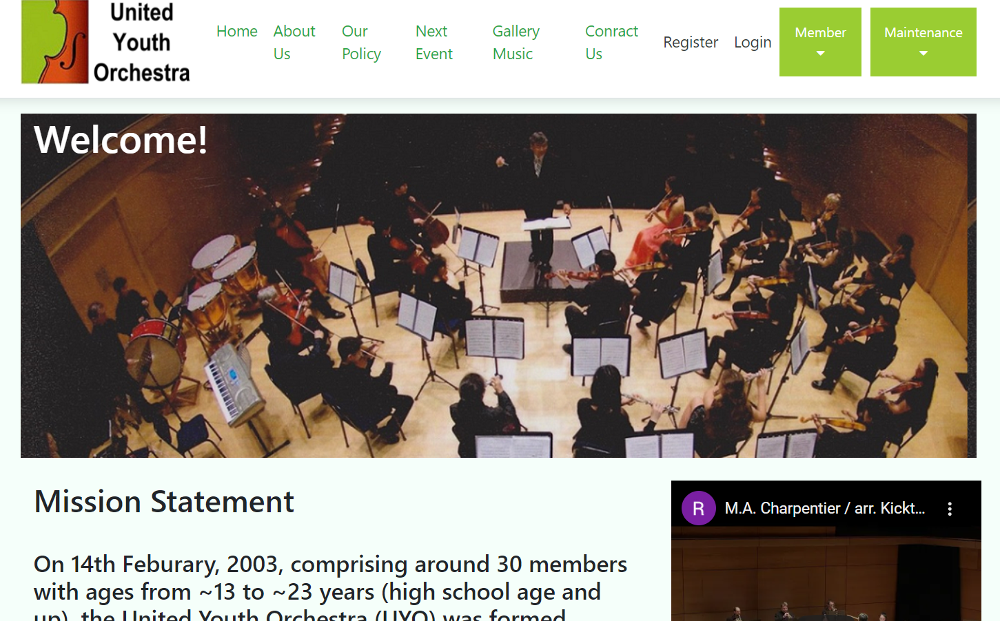 United
Youth
Orchestra
Home
About
Us
Our
Policy
Next
Event
Gallery
Music
Conract
Us
Register
Login
Member
Maintenance
Welcome!
Mission Statement
On 14th Feburary, 2003, comprising around 30 members
with ages from ~13 to ~23 years (high school age and
up), the United Youth Orchestra (UYO) was formed
R
M.A. Charpentier / arr. Kickt...